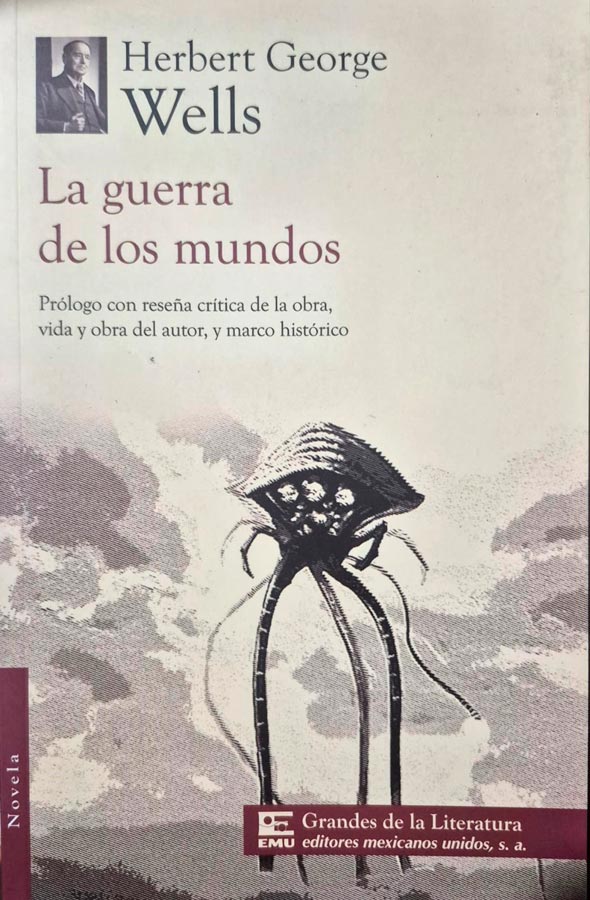 Herbert George
Wells
La guerra
de los mundos
Prólogo con reseña crítica de la obra,
vida y obra del autor, y marco histórico
Novela
EMU
Grandes de la Literatura
editores mexicanos unidos, s. a.